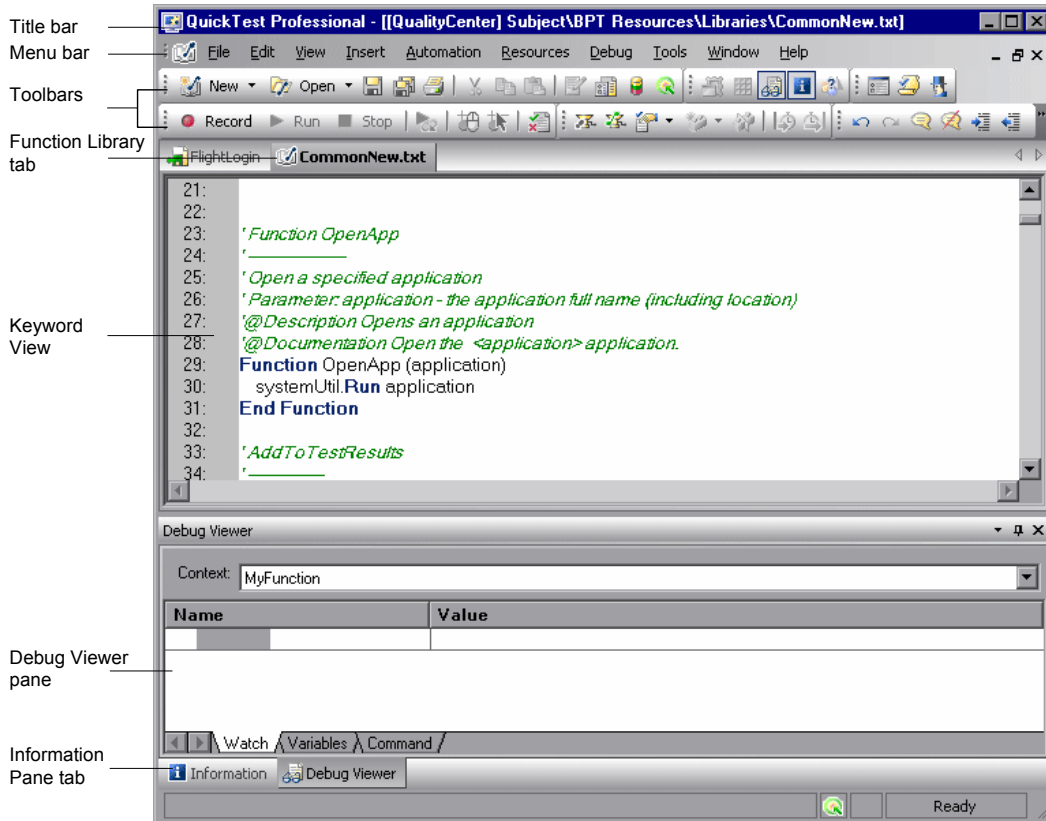 Title bar
QuickTest Professional - [[QualityCenter] Subject\BPT Resources\Libraries\CommonNew.txt]
Menu bar
File Edit View Insert Automation Resources Debug Tools Window Help
Toolbars
New Open
Record Run Stop
Function Library
tab
FlightLogin CommonNew.txt
21:
22:
23: ' Function OpenApp
24: ' ——————
25: ' Open a specified application
26: ' Parameter: application - the application full name (including location)
27: '@Description Opens an application
28: '@Documentation Open the <application> application.
29: Function OpenApp (application)
30: systemUtil.Run application
31: End Function
32:
33: ' AddToTestResults
34: ' —————
Keyword
View
Debug Viewer
Context: MyFunction
Name Value
Debug Viewer
pane
Watch Variables Command
Information
Pane tab
Information Debug Viewer
Ready